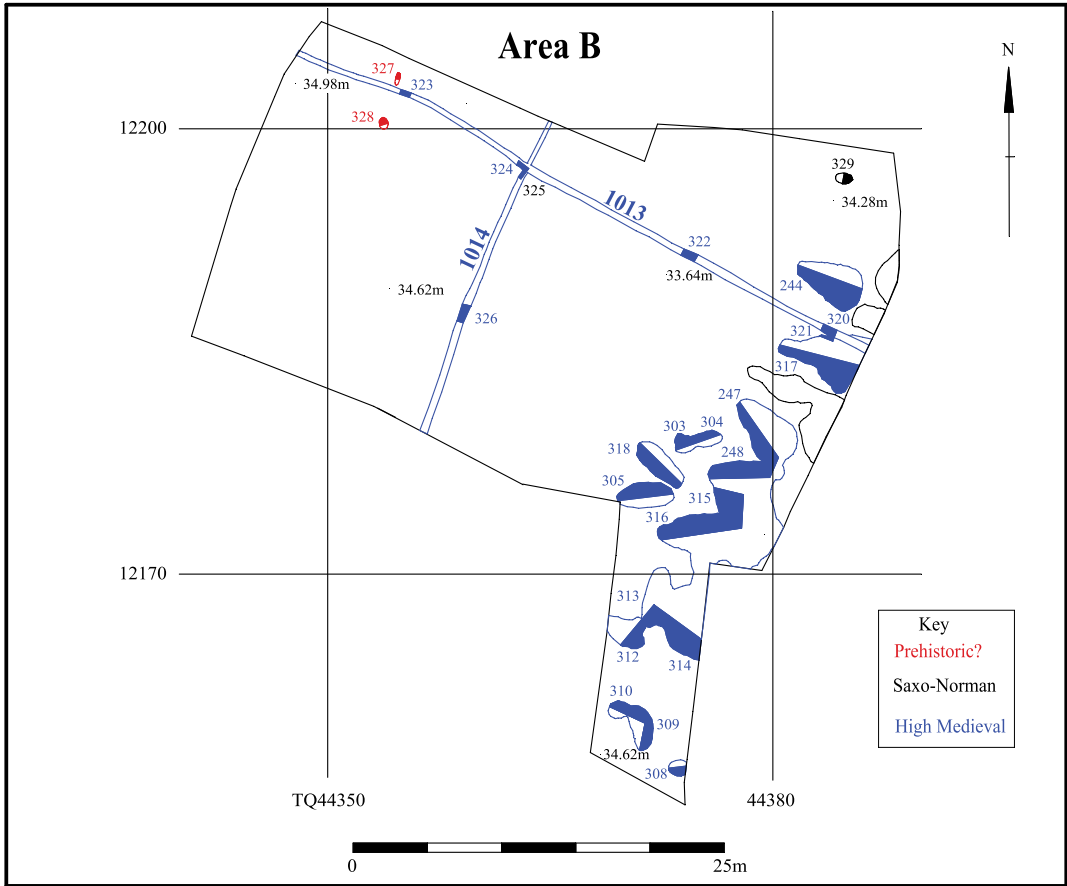 Area B
N
327
323
34.98m
328
12200
324
325
329
34.28m
1013
1014
322
33.64m
244
34.62m
326
320
321
317
247
303
304
318
248
305
315
316
12170
313
312
314
310
309
34.62m
308
Key
Prehistoric?
Saxo-Norman
High Medieval
TQ44350
44380
0
25m